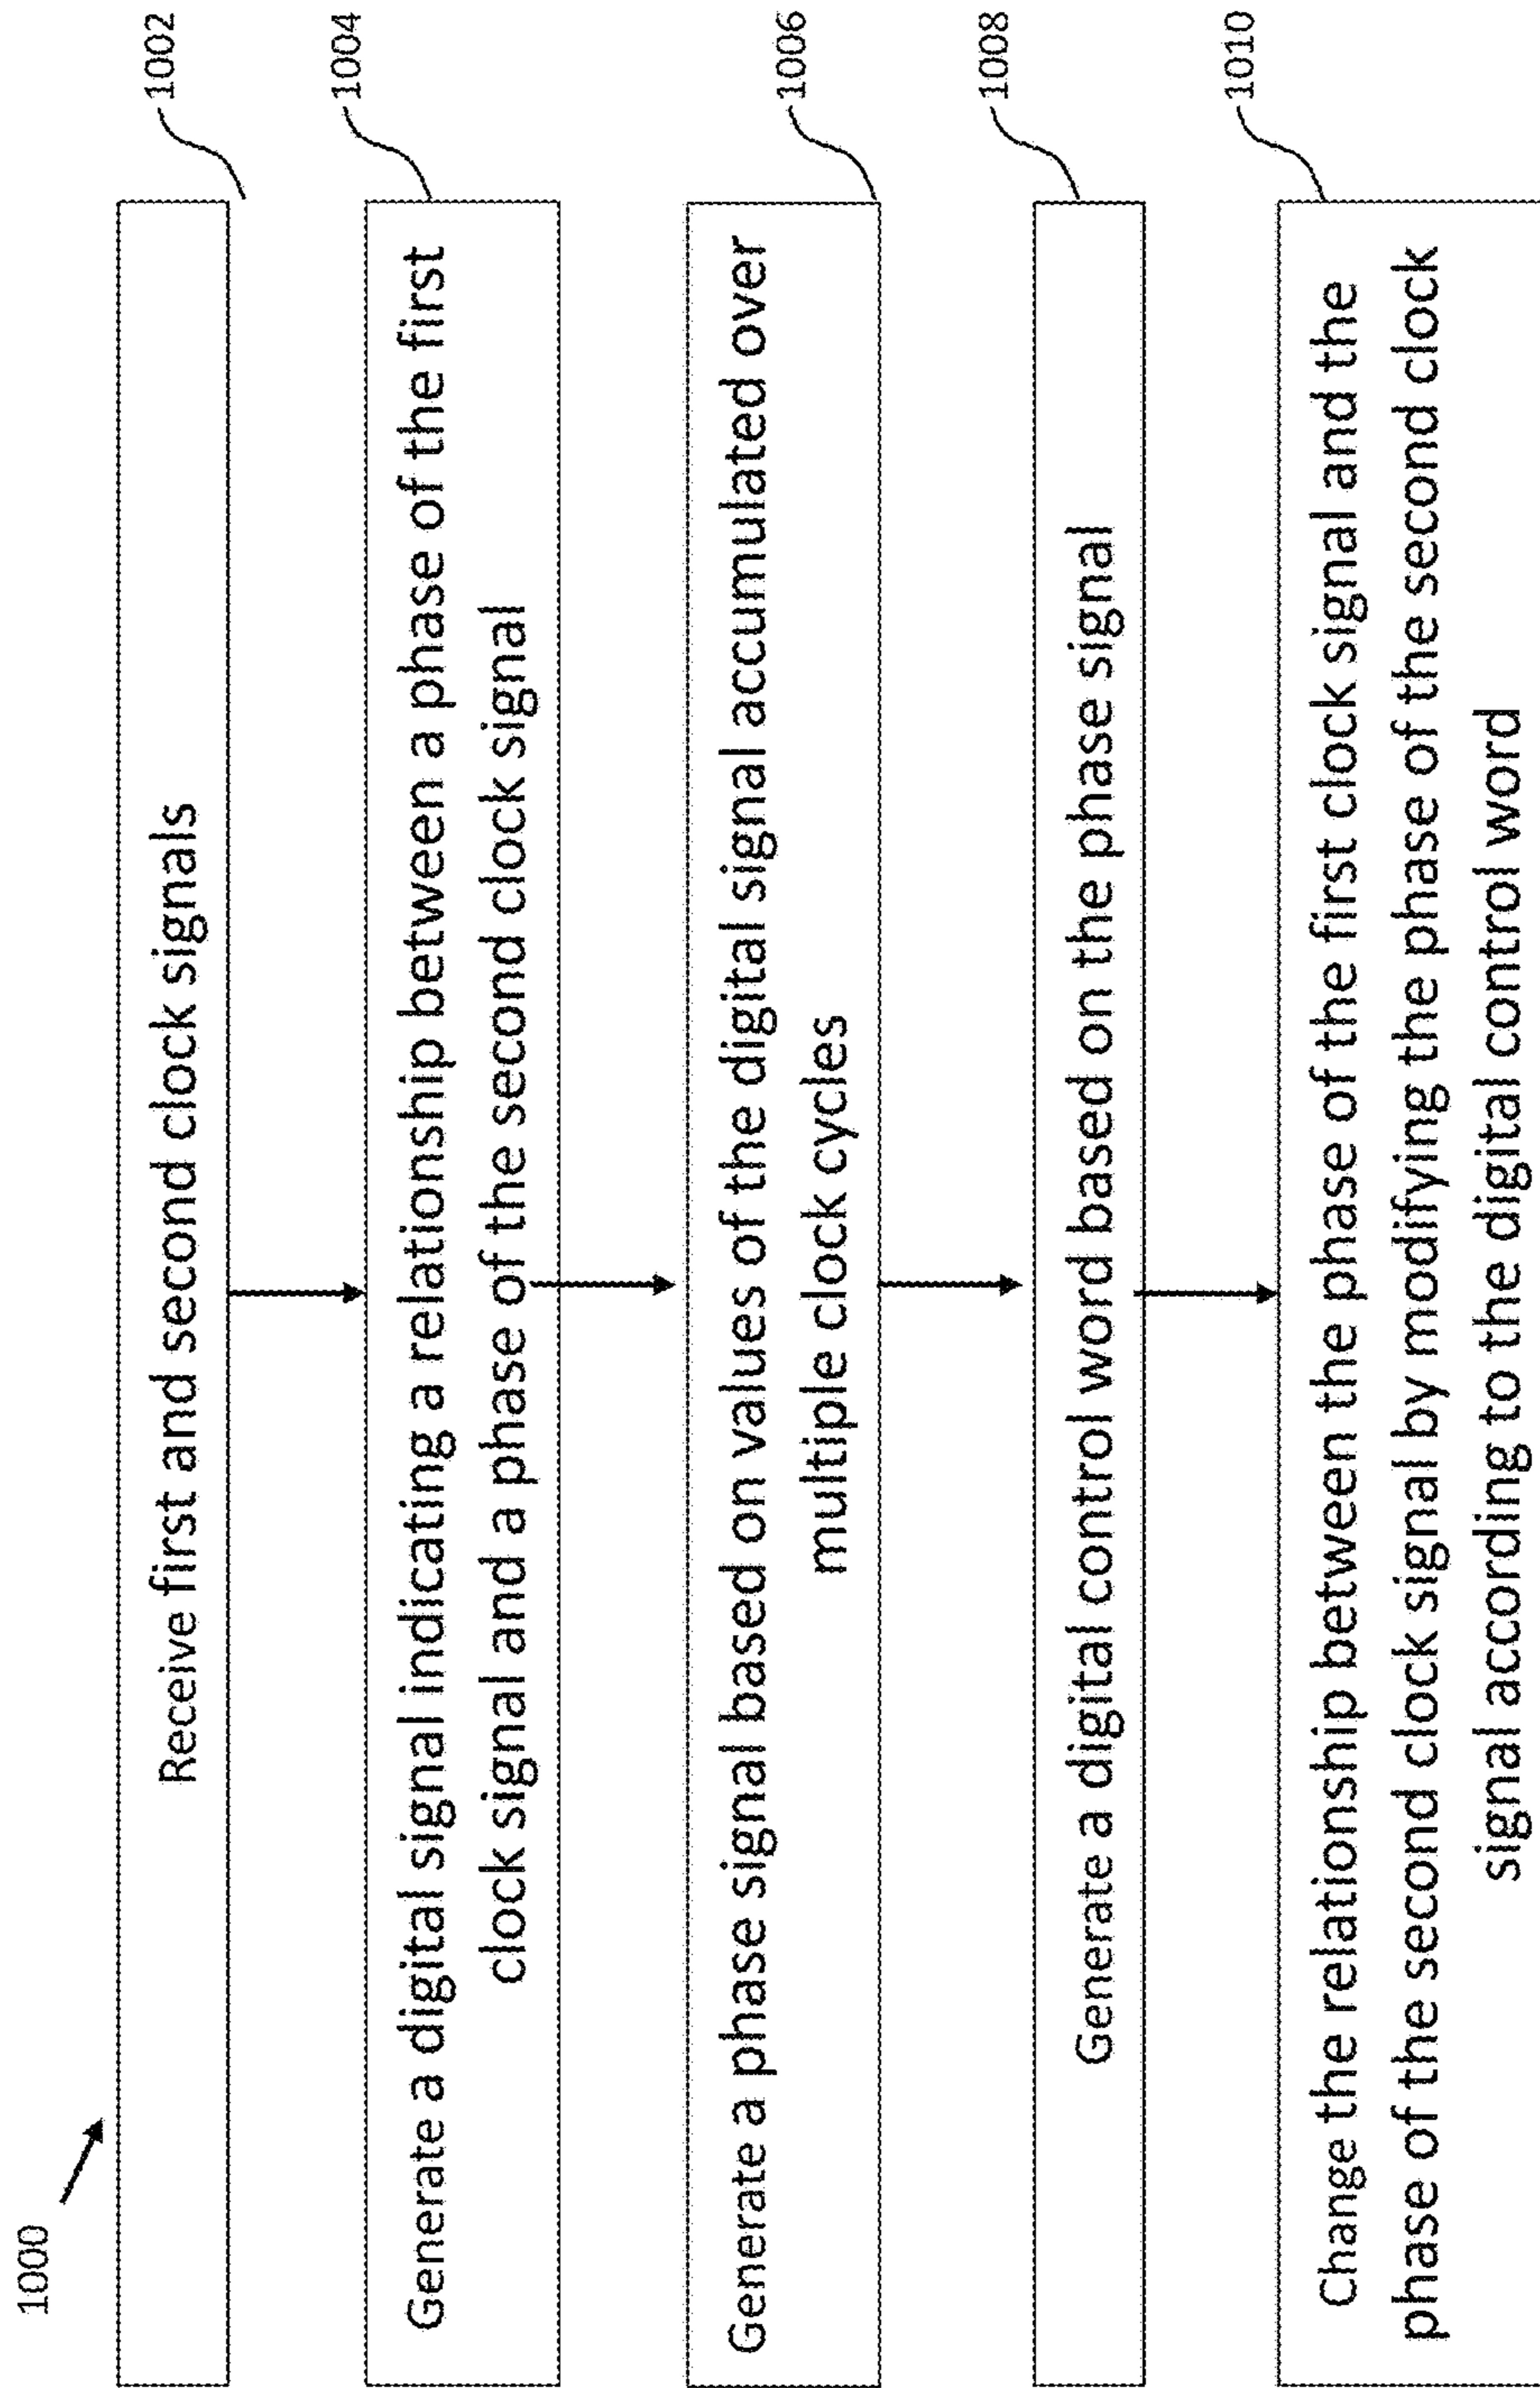 1000
Receive first and second clock signals
1002
Generate a digital signal indicating a relationship between a phase of the first
clock signal and a phase of the second clock signal
1004
Generate a phase signal based on values of the digital signal accumulated over
multiple clock cycles
1006
Generate a digital control word based on the phase signal
1008
Change the relationship between the phase of the first clock signal and the
phase of the second clock signal by modifying the phase of the second clock
signal according to the digital control word
1010